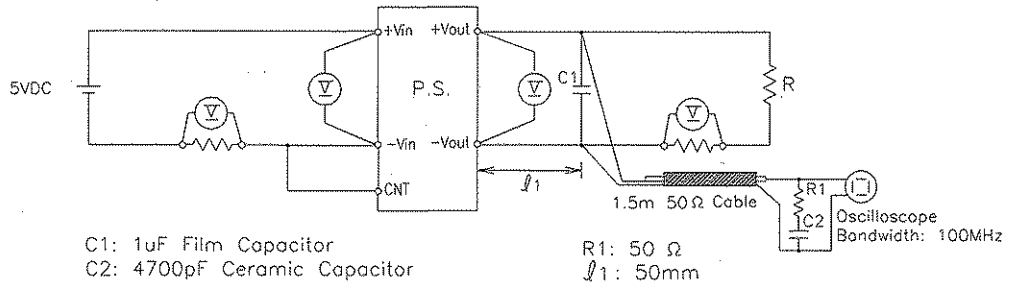 +Vin +Vout
5VDC
V
V
C1
P.S.
R
V
V
-Vin -Vout
CNT
ℓ1
1.5m 50Ω Cable
R1
C2
Oscilloscope
Bandwidth: 100MHz
C1: 1uF Film Capacitor
C2: 4700pF Ceramic Capacitor
R1: 50 Ω
ℓ1: 50mm